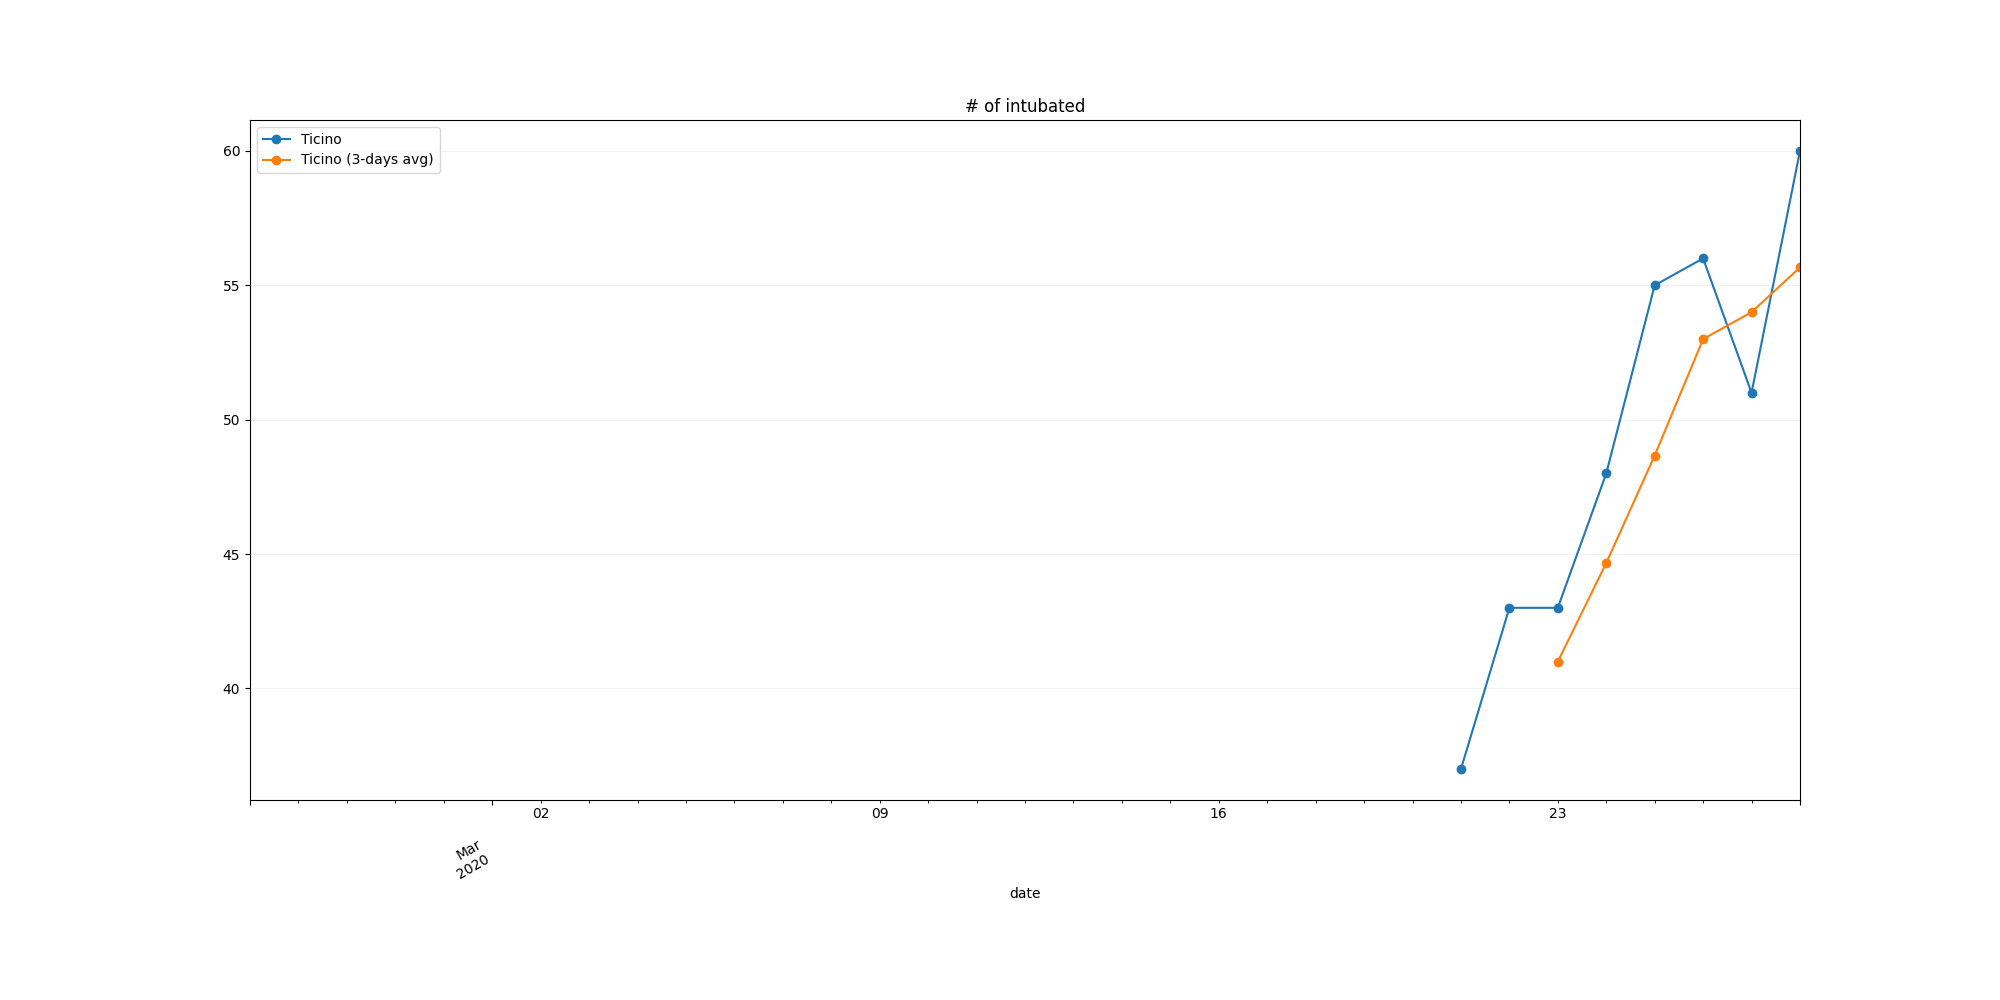 # of intubated
Ticino
Ticino (3-days avg)
60
55
50
45
40
02
09
16
23
Mar
2020
date